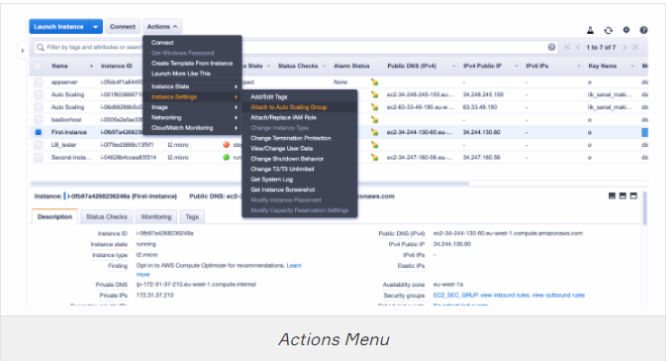 Launch Instance Connect Actions
Filter by tags and attributes or search 1 to 7 of 7
Connect
Get Windows Password
Create Template From Instance
Launch More Like This
Instance State
Instance Settings
Image
Networking
CloudWatch Monitoring
Add/Edit Tags
Attach to Auto Scaling Group
Attach/Replace IAM Role
Change Instance Type
Change Termination Protection
View/Change User Data
Change Shutdown Behavior
Change T2/T3 Unlimited
Get System Log
Get Instance Screenshot
Modify Instance Placement
Modify Capacity Reservation Settings
Name Instance ID State Status Checks Alarm Status Public DNS (IPv4) IPv4 Public IP IPv6 IPs Key Name
appserver None ec2-34-248-245-155.eu- 34.248.245.155
Auto Scaling
Auto Scaling ec2-63-33-49-190.eu-w... 63.33.49.190
bastionhost
First-Instance ec2-34-244-130-60.eu-... 34.244.130.60
LB_tester t2.micro
Second-Insta... t2.micro ec2-34-247-160-56.eu-... 34.247.160.56
Instance: (First-Instance) Public DNS:
Description Status Checks Monitoring Tags
Instance ID
Instance state running
Instance type t2.micro
Finding Opt-in to AWS Compute Optimizer for recommendations. Learn
more
Private DNS ip-172-31-37-210.eu-west-1.compute.internal
Private IPs 172.31.37.210
Public DNS (IPv4) ec2-34-244-130-60.eu-west-1.compute.amazonaws.com
IPv4 Public IP 34.244.130.60
IPv6 IPs -
Elastic IPs
Availability zone eu-west-1a
Security groups EC2_SEC_GRUP. view inbound rules. view outbound rules
Actions Menu